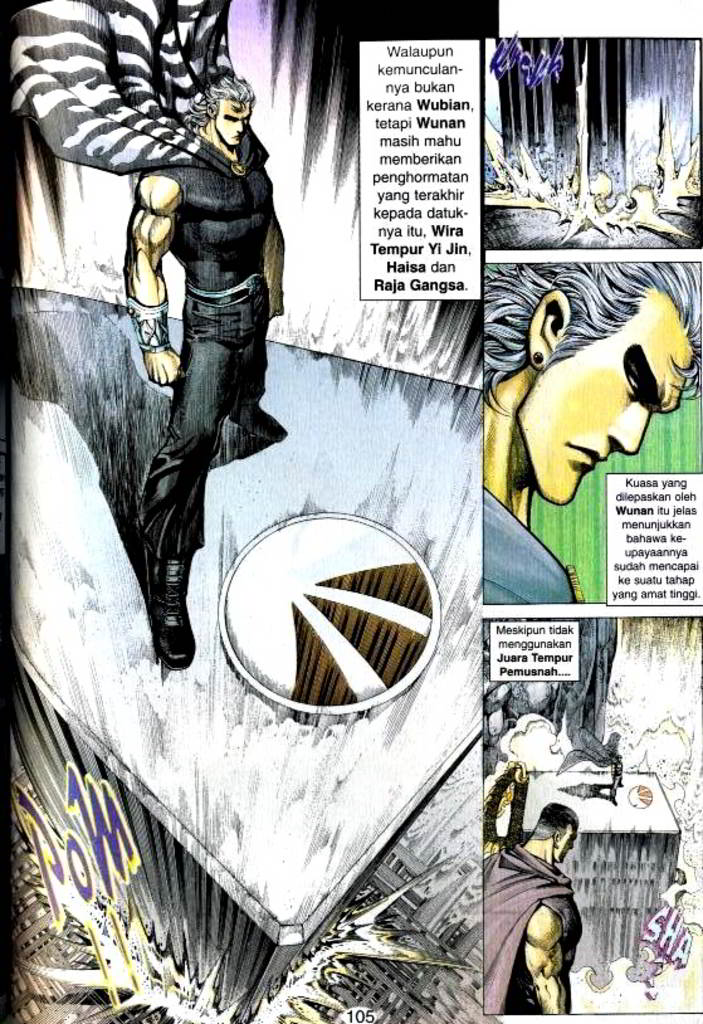 Walaupun
kemunculan-
nya bukan
kerana Wubian,
tetapi Wunan
masih mahu
memberikan
penghormatan
yang terakhir
kepada datuk-
nya itu, Wira
Tempur Yi Jin,
Haisa dan
Raja Gangsa.
Kuasa yang
dilepaskan oleh
Wunan itu jelas
menunjukkan
bahawa ke-
upayaannya
sudah mencapai
ke suatu tahap
yang amat tinggi.
Meskipun tidak
menggunakan
Juara Tempur
Pemusnah....
POM
SHA
105